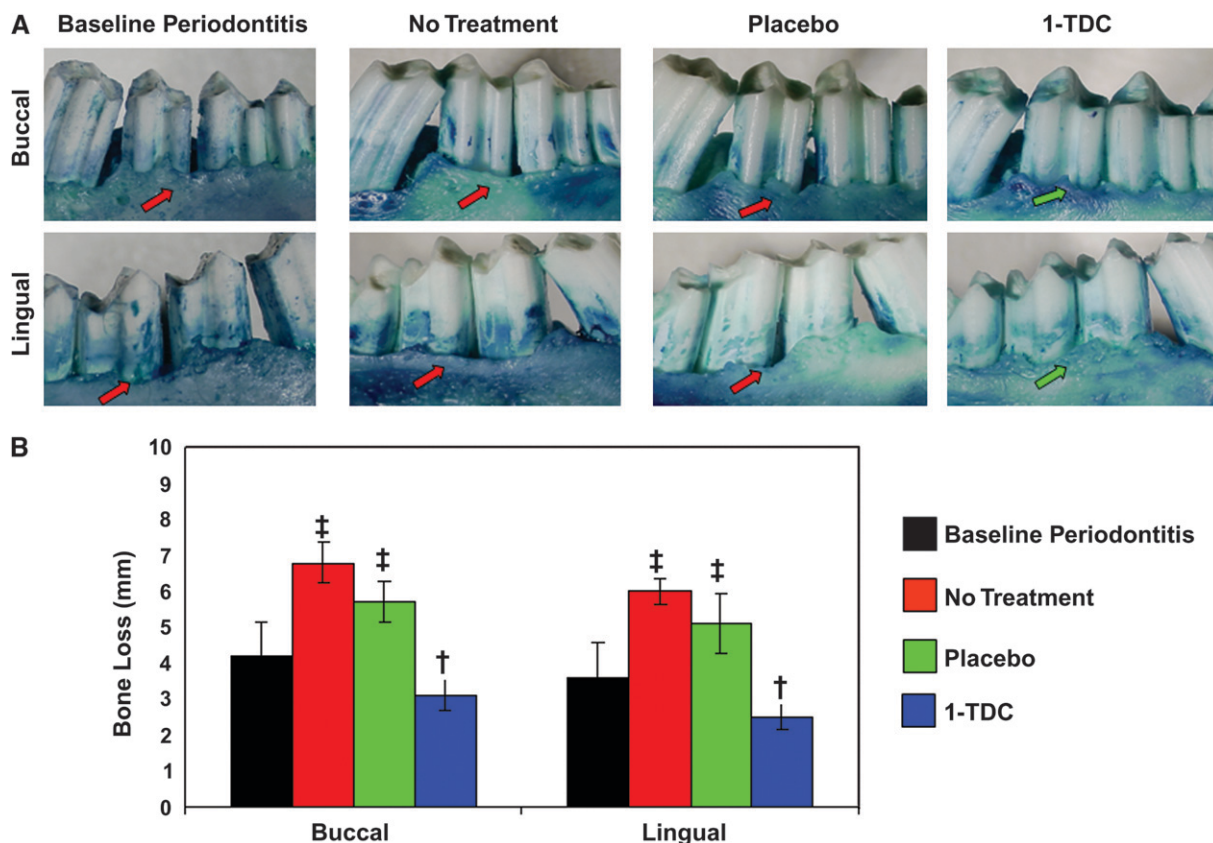 A
Baseline Periodontitis
No Treatment
Placebo
1-TDC
Buccal
Lingual
B
Bone Loss (mm)
10
9
8
7
6
5
4
3
2
1
0
‡
‡
†
‡
‡
†
Buccal
Lingual
Baseline Periodontitis
No Treatment
Placebo
1-TDC